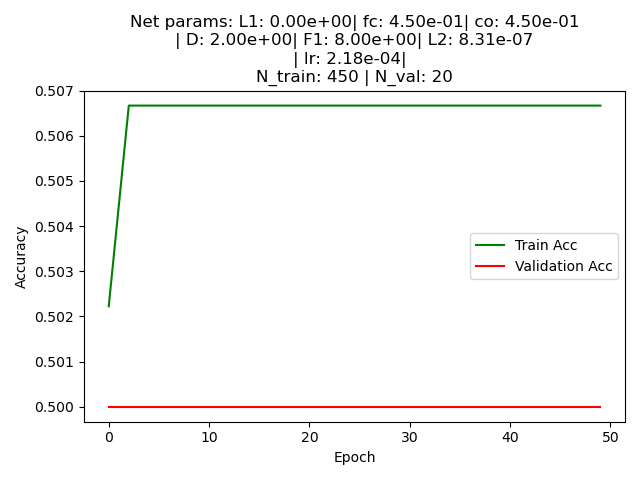 Net params: L1: 0.00e+00| fc: 4.50e-01| co: 4.50e-01
| D: 2.00e+00| F1: 8.00e+00| L2: 8.31e-07
| lr: 2.18e-04|
N_train: 450 | N_val: 20
0.507
0.506
0.505
0.504
0.503
0.502
0.501
0.500
Accuracy
Train Acc
Validation Acc
0 10 20 30 40 50
Epoch